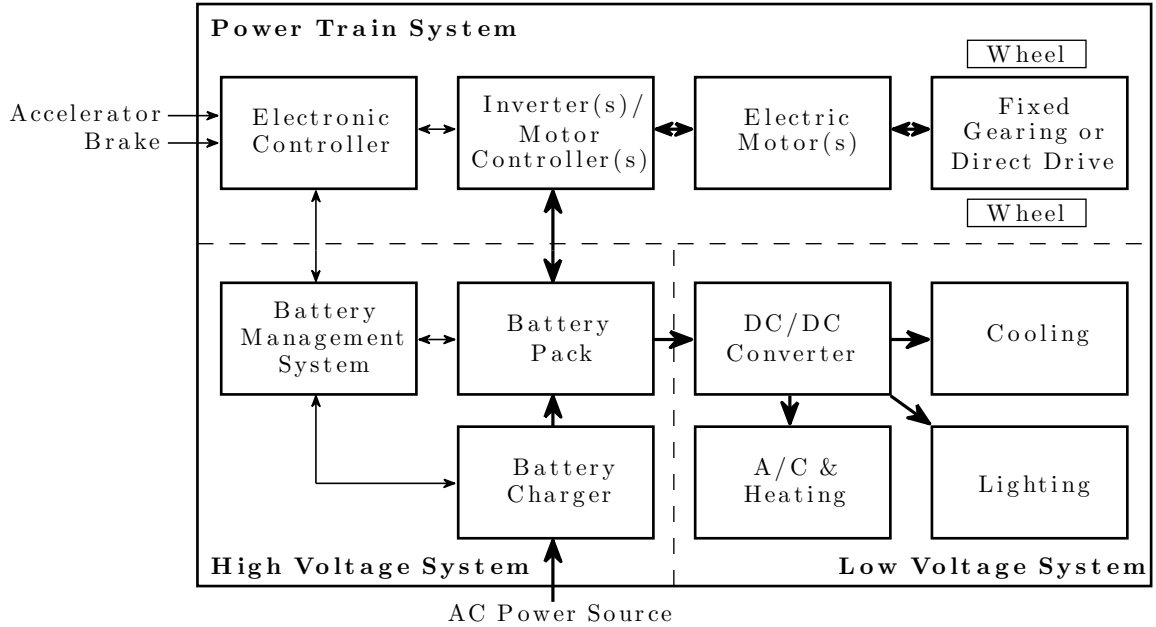 Power Train System
Wheel
Accelerator
Brake
Electronic
Controller
Inverter(s)/
Motor
Controller(s)
Electric
Motor(s)
Fixed
Gearing or
Direct Drive
Wheel
Battery
Management
System
Battery
Pack
DC/DC
Converter
Cooling
Battery
Charger
A/C &
Heating
Lighting
High Voltage System
Low Voltage System
AC Power Source